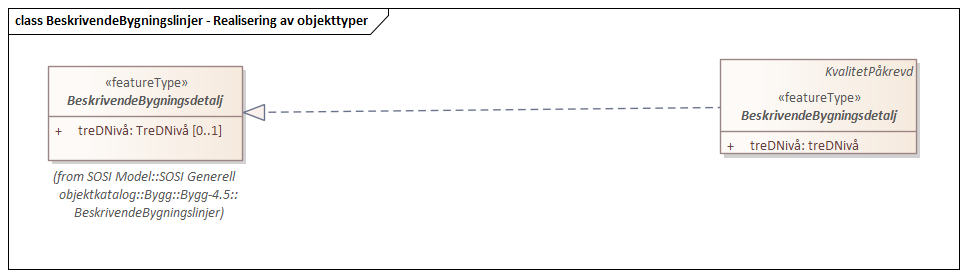 class BeskrivendeBygningslinjer - Realisering av objekttyper
«featureType»
BeskrivendeBygningsdetalj
+ treDNivå: TreDNivå [0..1]
(from SOSI Model::SOSI Generell
objektkatalog::Bygg::Bygg-4.5::
BeskrivendeBygningslinjer)
KvalitetPåkrevd
«featureType»
BeskrivendeBygningsdetalj
+ treDNivå: treDNivå